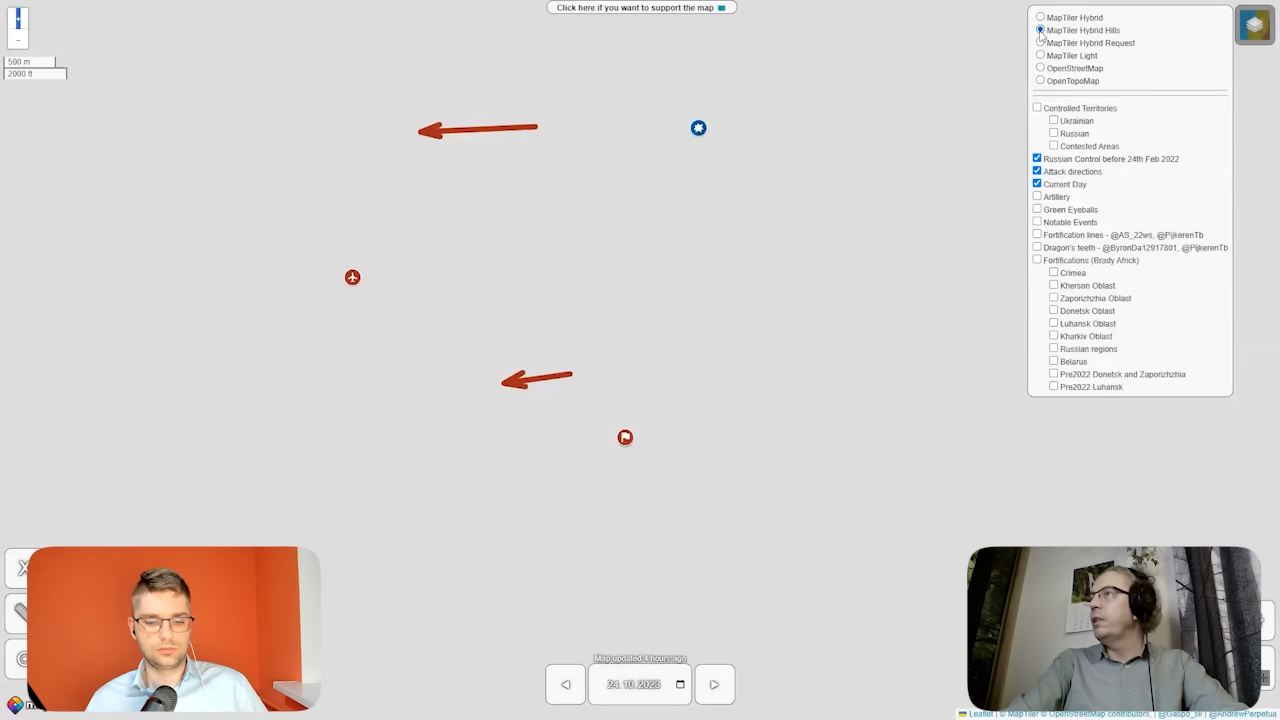 Click here if you want to support the map
−
500 m
2000 ft
MapTiler Hybrid
MapTiler Hybrid Hills
MapTiler Hybrid Request
MapTiler Light
OpenStreetMap
OpenTopoMap
Controlled Territories
Ukrainian
Russian
Contested Areas
Russian Control before 24th Feb 2022
Attack directions
Current Day
Artillery
Green Eyeballs
Notable Events
Fortification lines - @AS_22ws, @PijkerenTb
Dragon's teeth - @ByronDa12917801, @PijkerenTb
Fortifications (Brady Africk)
Crimea
Kherson Oblast
Zaporizhzhia Oblast
Donetsk Oblast
Luhansk Oblast
Kharkiv Oblast
Russian regions
Belarus
Pre2022 Donetsk and Zaporizhzhia
Pre2022 Luhansk
Map updated 4 hours ago
24.10.2023
Leaflet | © MapTiler © OpenStreetMap contributors, | @Gaspo_sk | @AndrewPerpetua